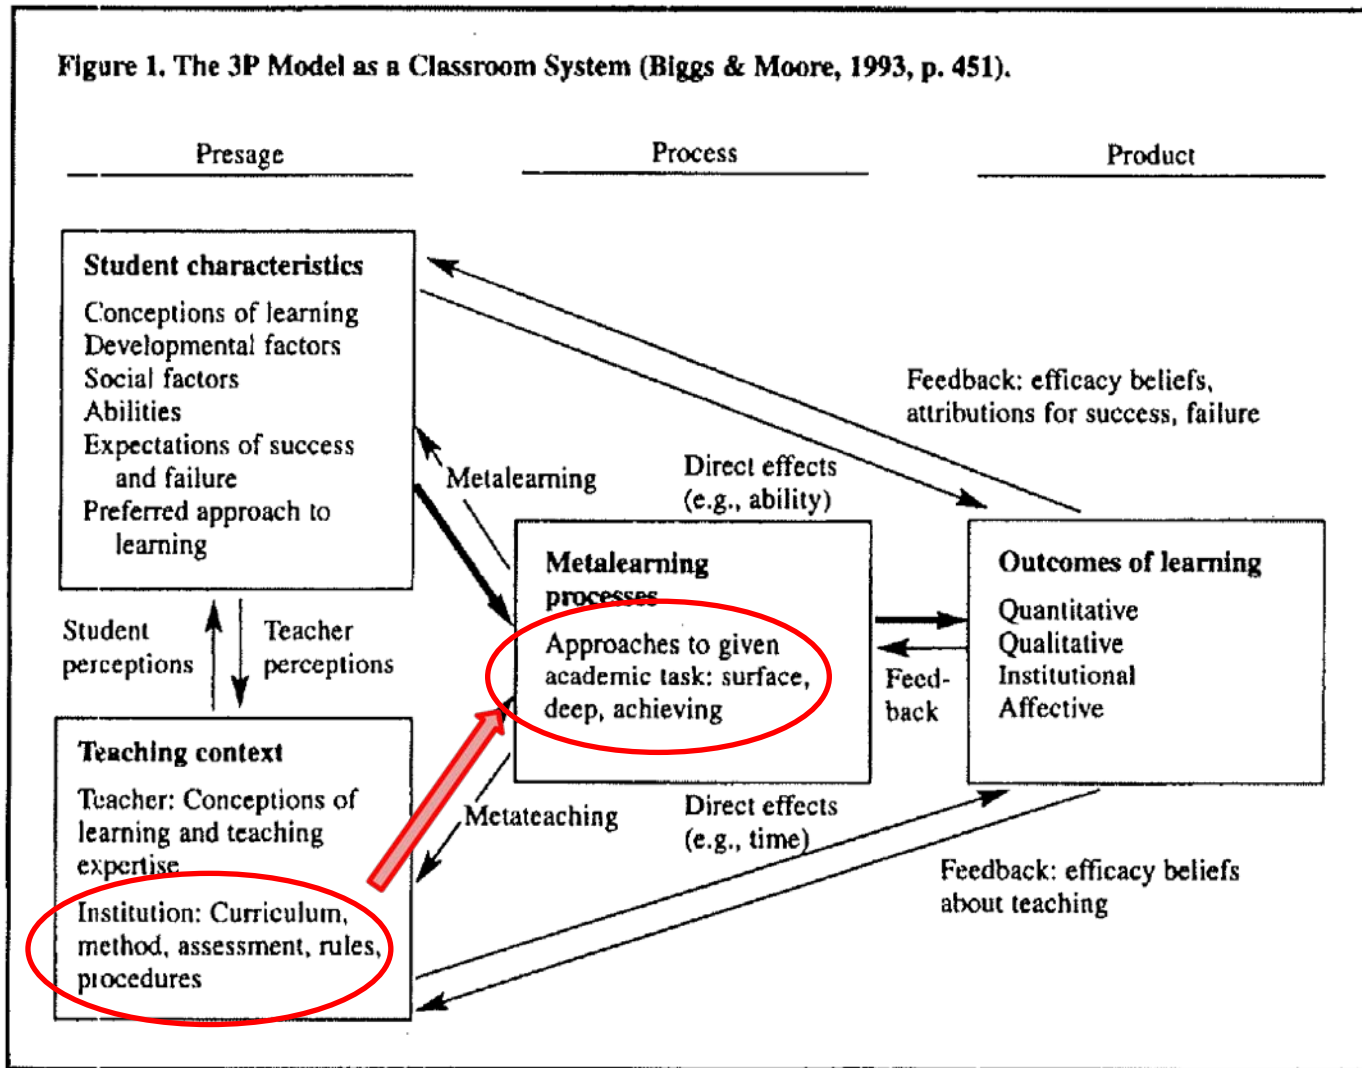 Figure 1. The 3P Model as a Classroom System (Biggs & Moore, 1993, p. 451).
Presage
Process
Product
Student characteristics
Conceptions of learning
Developmental factors
Social factors
Abilities
Expectations of success
and failure
Preferred approach to
learning
Feedback: efficacy beliefs,
attributions for success, failure
Metalearning
Direct effects
(e.g., ability)
Metalearning
processes
Approaches to given
academic task: surface,
deep, achieving
Outcomes of learning
Quantitative
Qualitative
Institutional
Affective
Feed-
back
Student
perceptions
Teacher
perceptions
Teaching context
Teacher: Conceptions of
learning and teaching
expertise
Institution: Curriculum,
method, assessment, rules,
procedures
Metateaching
Direct effects
(e.g., time)
Feedback: efficacy beliefs
about teaching